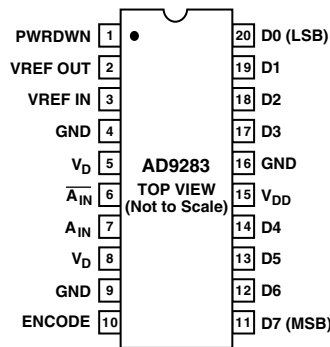 PWRDWN 1 20 D0 (LSB)
VREF OUT 2 19 D1
VREF IN 3 18 D2
GND 4 17 D3
VD 5 AD9283 16 GND
AIN 6 TOP VIEW 15 VDD
AIN 7 (Not to Scale) 14 D4
VD 8 13 D5
GND 9 12 D6
ENCODE 10 11 D7 (MSB)